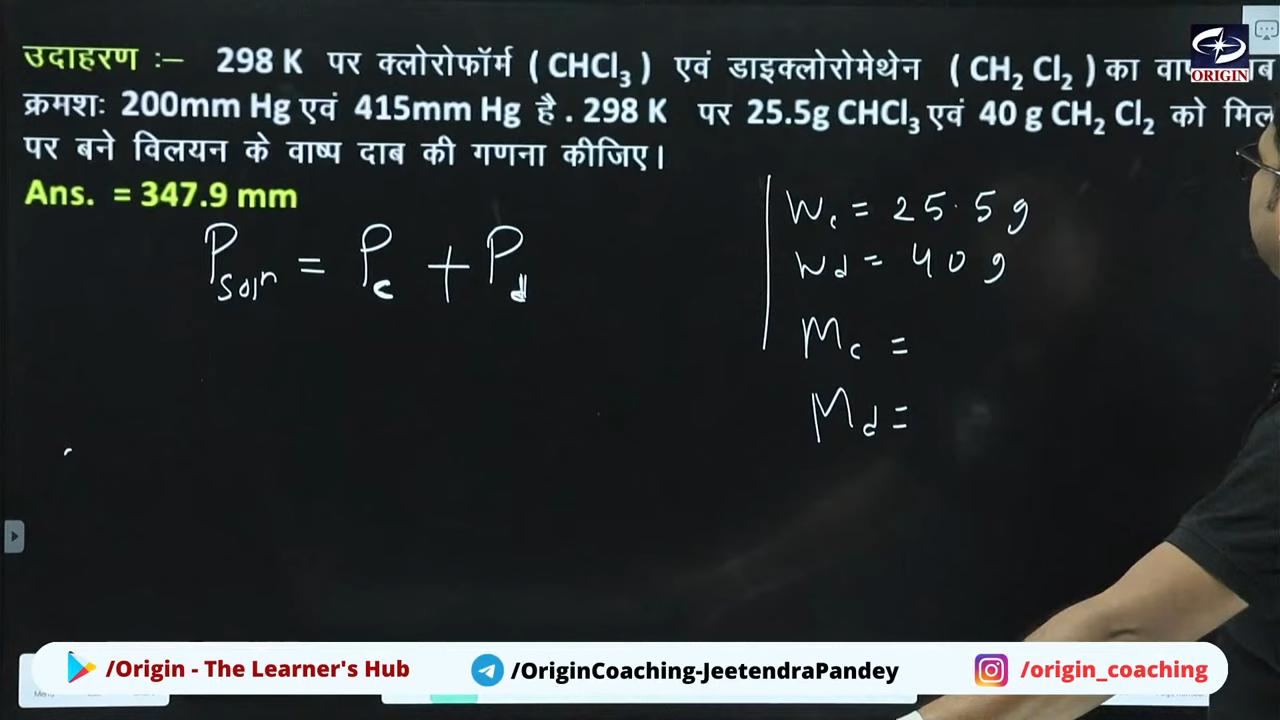 ORIGIN
उदाहरण :– 298 K पर क्लोरोफॉर्म ( CHCl3 ) एवं डाइक्लोरोमेथेन ( CH2 Cl2 ) का
क्रमशः 200mm Hg एवं 415mm Hg है . 298 K पर 25.5g CHCl3 एवं 40 g CH2 Cl2 को
पर बने विलयन के वाष्प दाब की गणना कीजिए।
Ans. = 347.9 mm
Psoln = Pc + Pd
Wc = 25.5 g
Wd = 40 g
Mc =
Md =
/Origin - The Learner's Hub
/OriginCoaching-JeetendraPandey
/origin_coaching